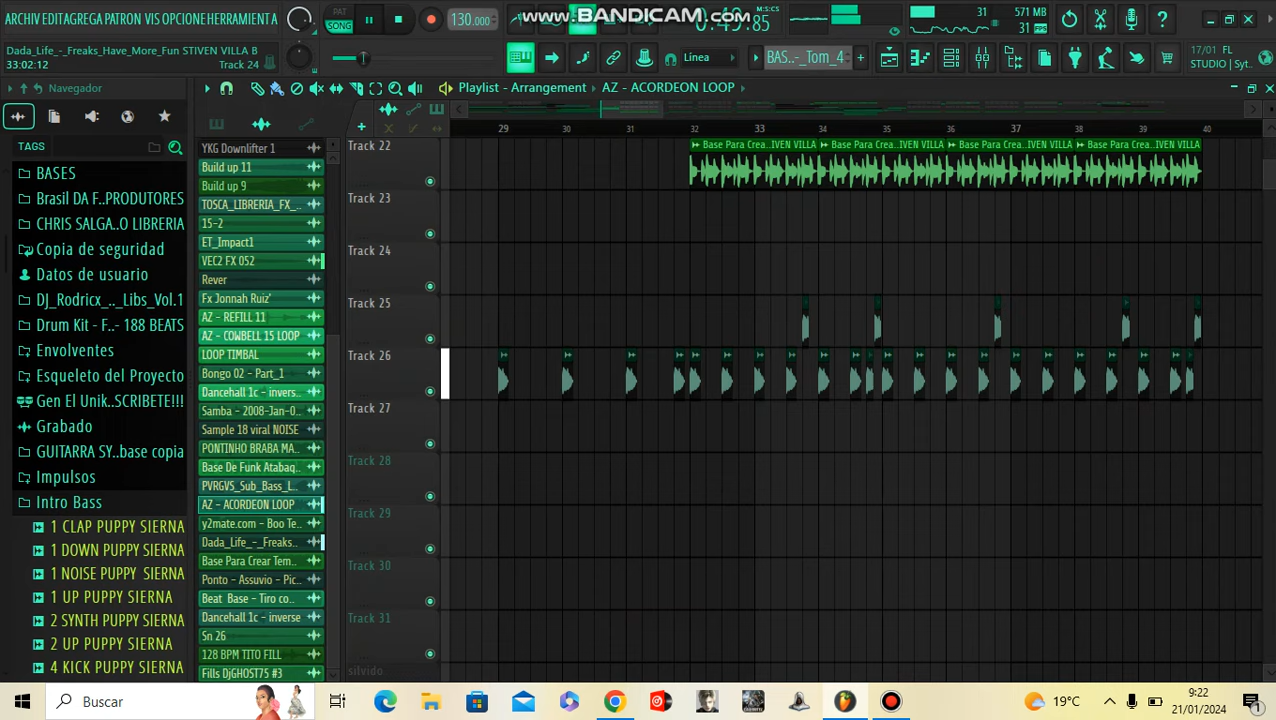 ARCHIV EDITAGREGA PATRON VIS OPCIONE HERRAMIENTA
PAT
SONG
130.000
www.BANDICAM.com
0:49:85
M:S:CS
31
571 MB
31
Dada_Life_-_Freaks_Have_More_Fun STIVEN VILLA B
33:02:12
Track 24
Línea
BAS..-_Tom_4
17/01 FL
STUDIO | Syt..
Navegador
Playlist - Arrangement
AZ - ACORDEON LOOP
TAGS
BASES
Brasil DA F..PRODUTORES
CHRIS SALGA..O LIBRERIA
Copia de seguridad
Datos de usuario
DJ_Rodricx_.._Libs_Vol.1
Drum Kit - F..- 188 BEATS
Envolventes
Esqueleto del Proyecto
Gen El Unik..SCRIBETE!!!
Grabado
GUITARRA SY..base copia
Impulsos
Intro Bass
1 CLAP PUPPY SIERNA
1 DOWN PUPPY SIERNA
1 NOISE PUPPY SIERNA
1 UP PUPPY SIERNA
2 SYNTH PUPPY SIERNA
2 UP PUPPY SIERNA
4 KICK PUPPY SIERNA
YKG Downlifter 1
Build up 11
Build up 9
TOSCA_LIBRERIA_FX_..
15-2
ET_Impact1
VEC2 FX 052
Rever
Fx Jonnah Ruiz'
AZ - REFILL 11
AZ - COWBELL 15 LOOP
LOOP TIMBAL
Bongo 02 - Part_1
Dancehall 1c - invers..
Samba - 2008-Jan-0..
Sample 18 viral NOISE
PONTINHO BRABA MA..
Base De Funk Atabaq..
PVRGVS_Sub_Bass_L..
AZ - ACORDEON LOOP
y2mate.com - Boo Te..
Dada_Life_-_Freaks..
Base Para Crear Tem..
Ponto - Assuvio - Pic..
Beat Base - Tiro co..
Dancehall 1c - inverse
Sn 26
128 BPM TITO FILL
Fills DjGHOST75 #3
29 30 31 32 33 34 35 36 37 38 39 40
Track 22
Base Para Crea..IVEN VILLA
Base Para Crea..IVEN VILLA
Base Para Crea..IVEN VILLA
Base Para Crea..IVEN VILLA
Track 23
Track 24
Track 25
Track 26
Track 27
Track 28
Track 29
Track 30
Track 31
silvido
Buscar
19°C
9:22
21/01/2024
1